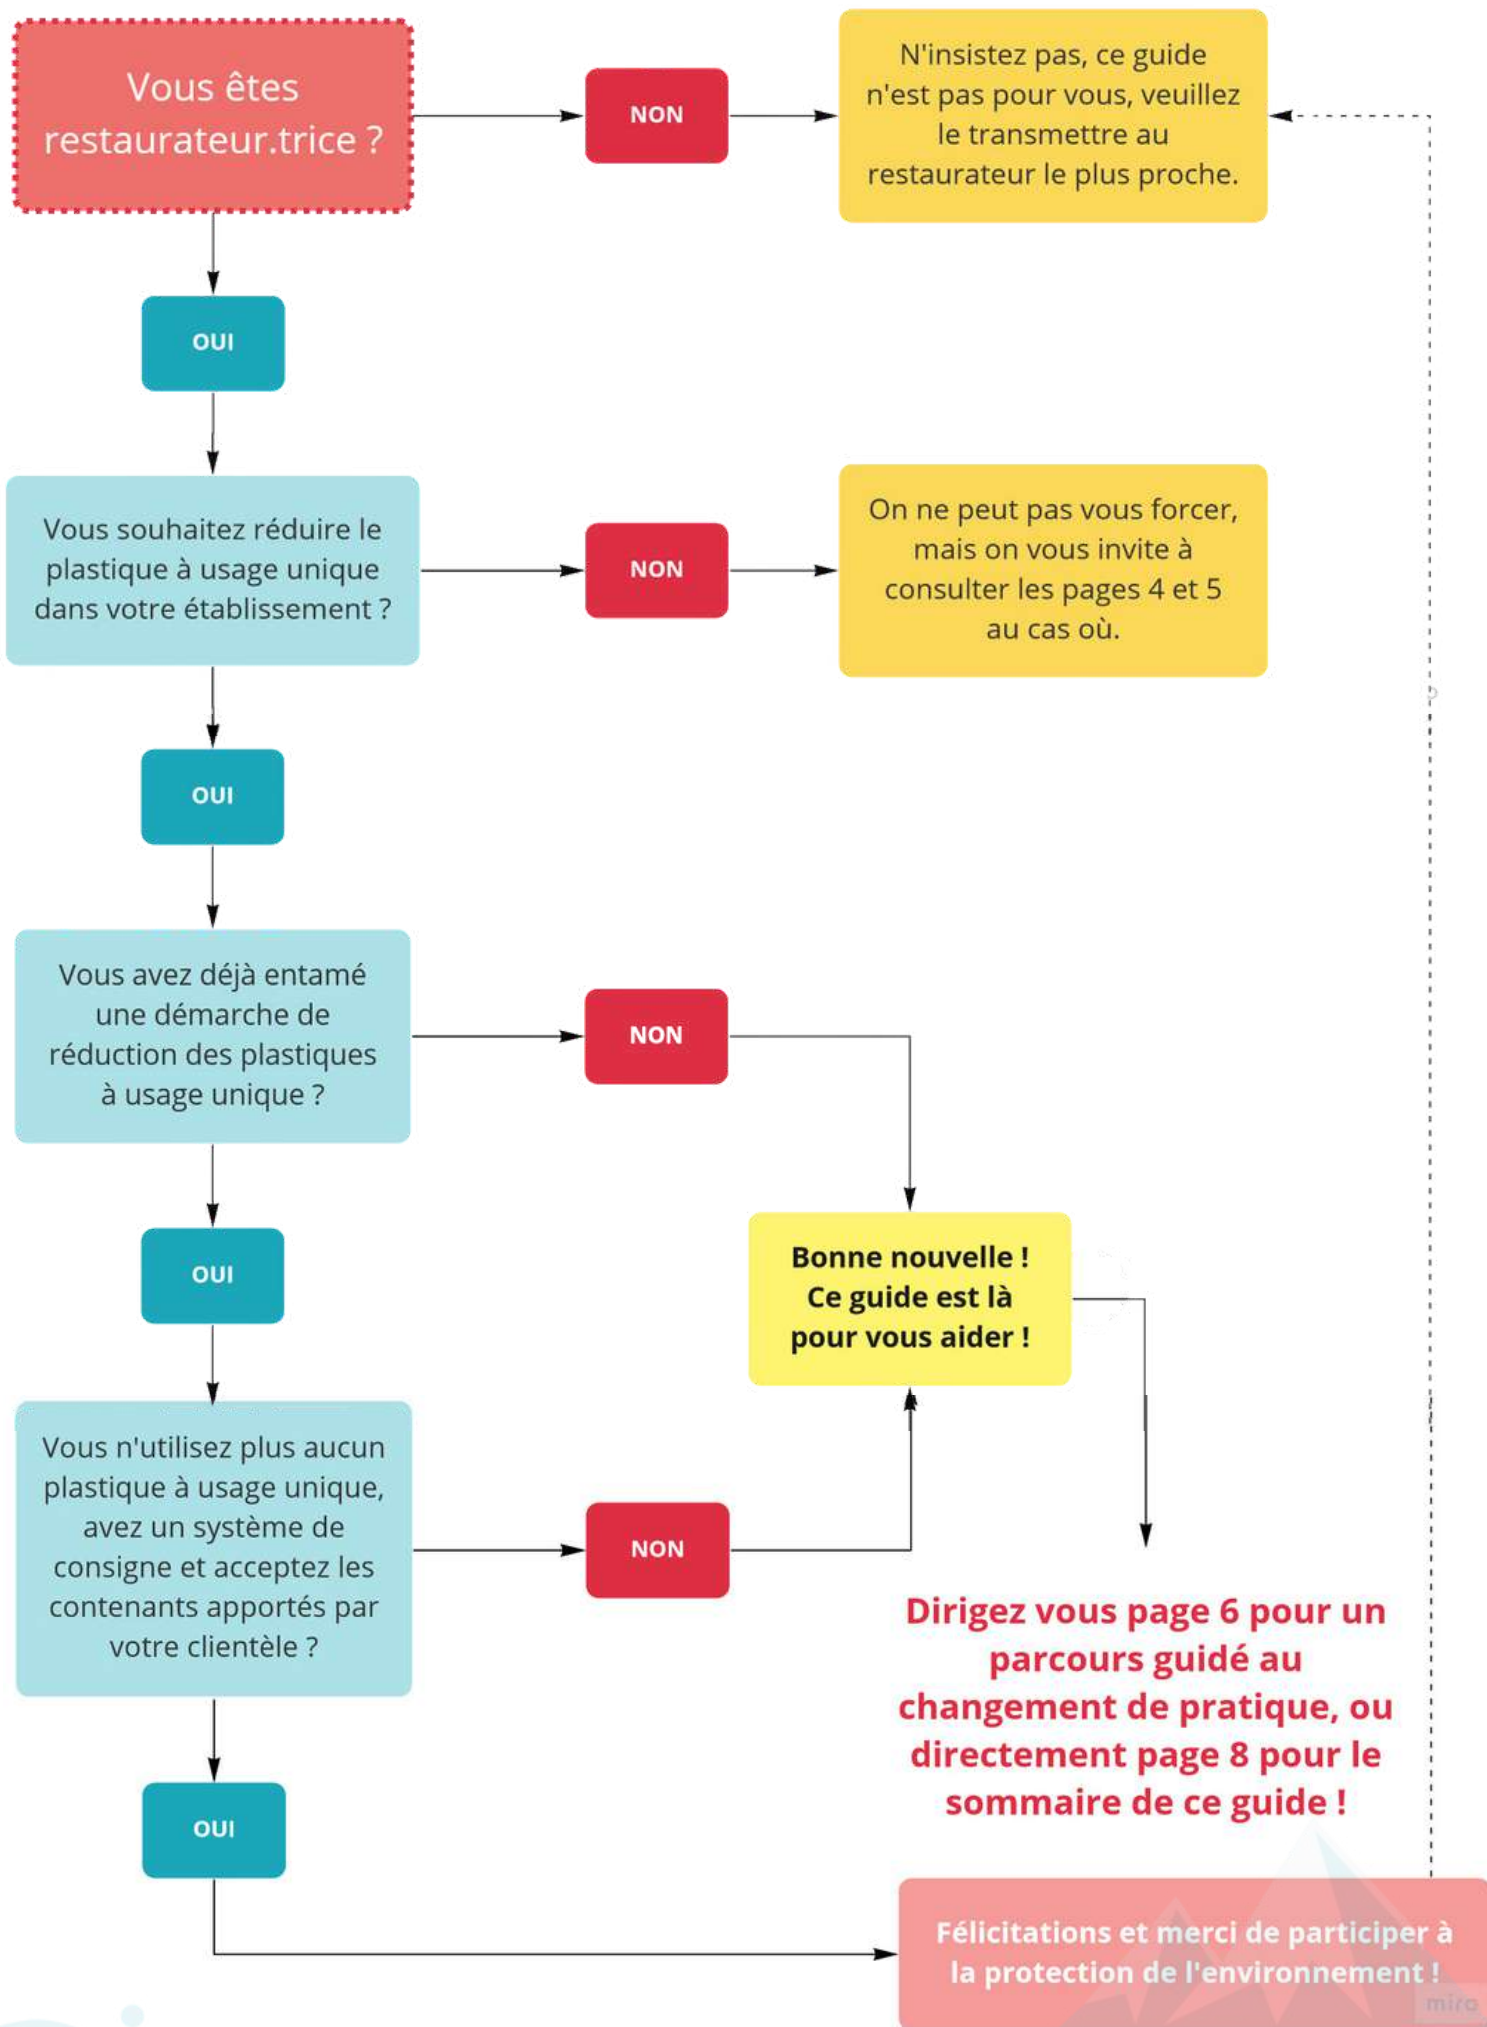 Vous êtes
restaurateur.trice ?
NON
N'insistez pas, ce guide
n'est pas pour vous, veuillez
le transmettre au
restaurateur le plus proche.
OUI
Vous souhaitez réduire le
plastique à usage unique
dans votre établissement ?
NON
On ne peut pas vous forcer,
mais on vous invite à
consulter les pages 4 et 5
au cas où.
OUI
Vous avez déjà entamé
une démarche de
réduction des plastiques
à usage unique ?
NON
Bonne nouvelle !
Ce guide est là
pour vous aider !
OUI
Vous n'utilisez plus aucun
plastique à usage unique,
avez un système de
consigne et acceptez les
contenants apportés par
votre clientèle ?
NON
Dirigez vous page 6 pour un
parcours guidé au
changement de pratique, ou
directement page 8 pour le
sommaire de ce guide !
OUI
Félicitations et merci de participer à
la protection de l'environnement !
miro